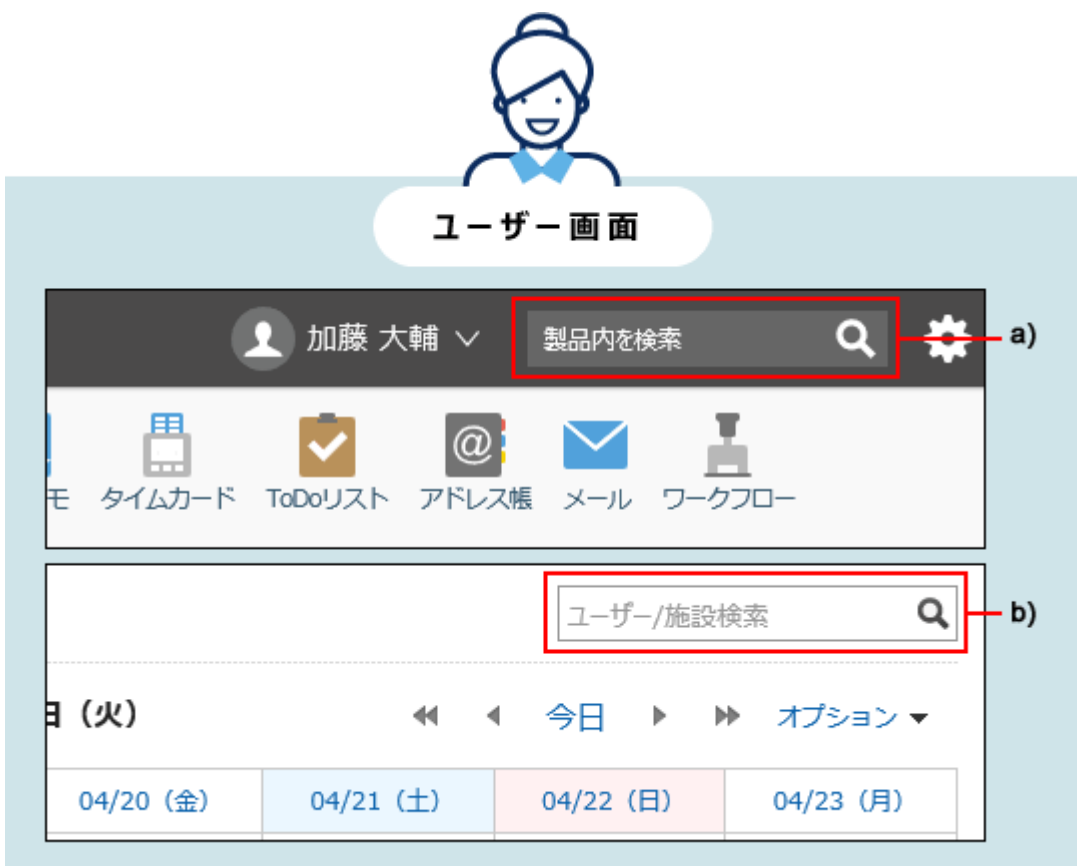 ユーザー画面
加藤 大輔
製品内を検索
a)
モ タイムカード ToDoリスト アドレス帳 メール ワークフロー
ユーザー/施設検索
b)
日（火）
今日
オプション
04/20（金） 04/21（土） 04/22（日） 04/23（月）